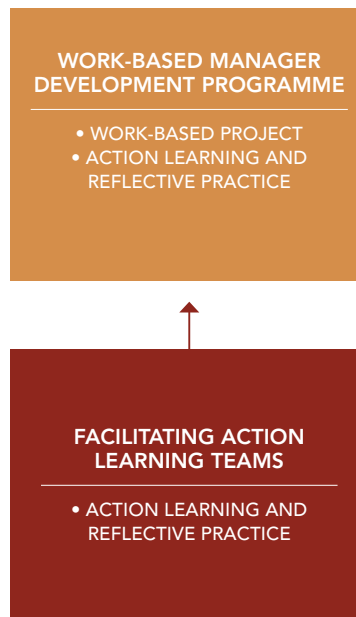 WORK-BASED MANAGER
DEVELOPMENT PROGRAMME
• WORK-BASED PROJECT
• ACTION LEARNING AND
REFLECTIVE PRACTICE
FACILITATING ACTION
LEARNING TEAMS
• ACTION LEARNING AND
REFLECTIVE PRACTICE